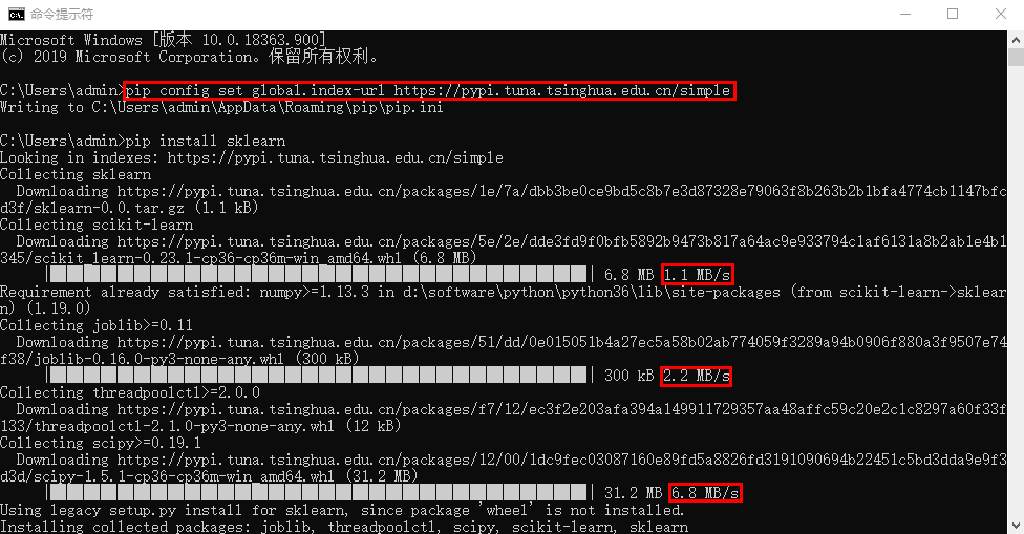 命令提示符
Microsoft Windows [版本 10.0.18363.900]
(c) 2019 Microsoft Corporation。保留所有权利。
C:\Users\admin>pip config set global.index-url https://pypi.tuna.tsinghua.edu.cn/simple
Writing to C:\Users\admin\AppData\Roaming\pip\pip.ini
C:\Users\admin>pip install sklearn
Looking in indexes: https://pypi.tuna.tsinghua.edu.cn/simple
Collecting sklearn
Downloading https://pypi.tuna.tsinghua.edu.cn/packages/1e/7a/dbb3be0ce9bd5c8b7e3d87328e79063f8b263b2b1bfa4774cb1147bfc
d3f/sklearn-0.0.tar.gz (1.1 kB)
Collecting scikit-learn
Downloading https://pypi.tuna.tsinghua.edu.cn/packages/5e/2e/dde3fd9f0bfb5892b9473b817a64ac9e933794c1af6131a8b2ab1e4b1
345/scikit_learn-0.23.1-cp36-cp36m-win_amd64.whl (6.8 MB)
6.8 MB 1.1 MB/s
Requirement already satisfied: numpy>=1.13.3 in d:\software\python\python36\lib\site-packages (from scikit-learn->sklear
n) (1.19.0)
Collecting joblib>=0.11
Downloading https://pypi.tuna.tsinghua.edu.cn/packages/51/dd/0e015051b4a27ec5a58b02ab774059f3289a94b0906f880a3f9507e74
f38/joblib-0.16.0-py3-none-any.whl (300 kB)
300 kB 2.2 MB/s
Collecting threadpoolctl>=2.0.0
Downloading https://pypi.tuna.tsinghua.edu.cn/packages/f7/12/ec3f2e203afa394a149911729357aa48affc59c20e2c1c8297a60f33f
133/threadpoolctl-2.1.0-py3-none-any.whl (12 kB)
Collecting scipy>=0.19.1
Downloading https://pypi.tuna.tsinghua.edu.cn/packages/12/00/1dc9fec03087160e89fd5a8826fd3191090694b22451c5bd3dda9e9f3
d3d/scipy-1.5.1-cp36-cp36m-win_amd64.whl (31.2 MB)
31.2 MB 6.8 MB/s
Using legacy setup.py install for sklearn, since package 'wheel' is not installed.
Installing collected packages: joblib, threadpoolctl, scipy, scikit-learn, sklearn